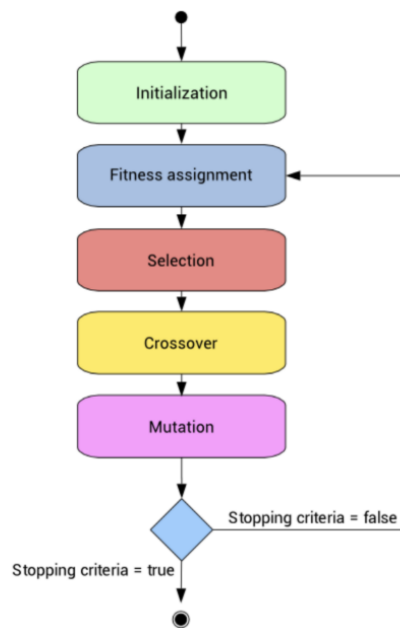 Initialization
Fitness assignment
Selection
Crossover
Mutation
Stopping criteria = false
Stopping criteria = true